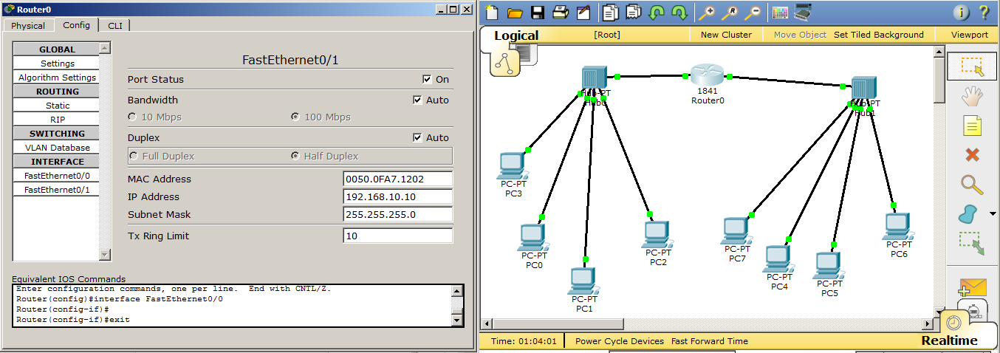 Router0
Physical Config CLI
GLOBAL
Settings
Algorithm Settings
ROUTING
Static
RIP
SWITCHING
VLAN Database
INTERFACE
FastEthernet0/0
FastEthernet0/1
FastEthernet0/1
Port Status On
Bandwidth Auto
10 Mbps 100 Mbps
Duplex Auto
Full Duplex Half Duplex
MAC Address 0050.0FA7.1202
IP Address 192.168.10.10
Subnet Mask 255.255.255.0
Tx Ring Limit 10
Equivalent IOS Commands
Enter configuration commands, one per line. End with CNTL/Z.
Router(config)#interface FastEthernet0/0
Router(config-if)#
Router(config-if)#exit
Logical [Root] New Cluster Move Object Set Tiled Background Viewport
Hub-PT
Hub0
1841
Router0
Hub-PT
Hub1
PC-PT
PC3
PC-PT
PC0
PC-PT
PC1
PC-PT
PC2
PC-PT
PC7
PC-PT
PC4
PC-PT
PC5
PC-PT
PC6
Time: 01:04:01 Power Cycle Devices Fast Forward Time Realtime